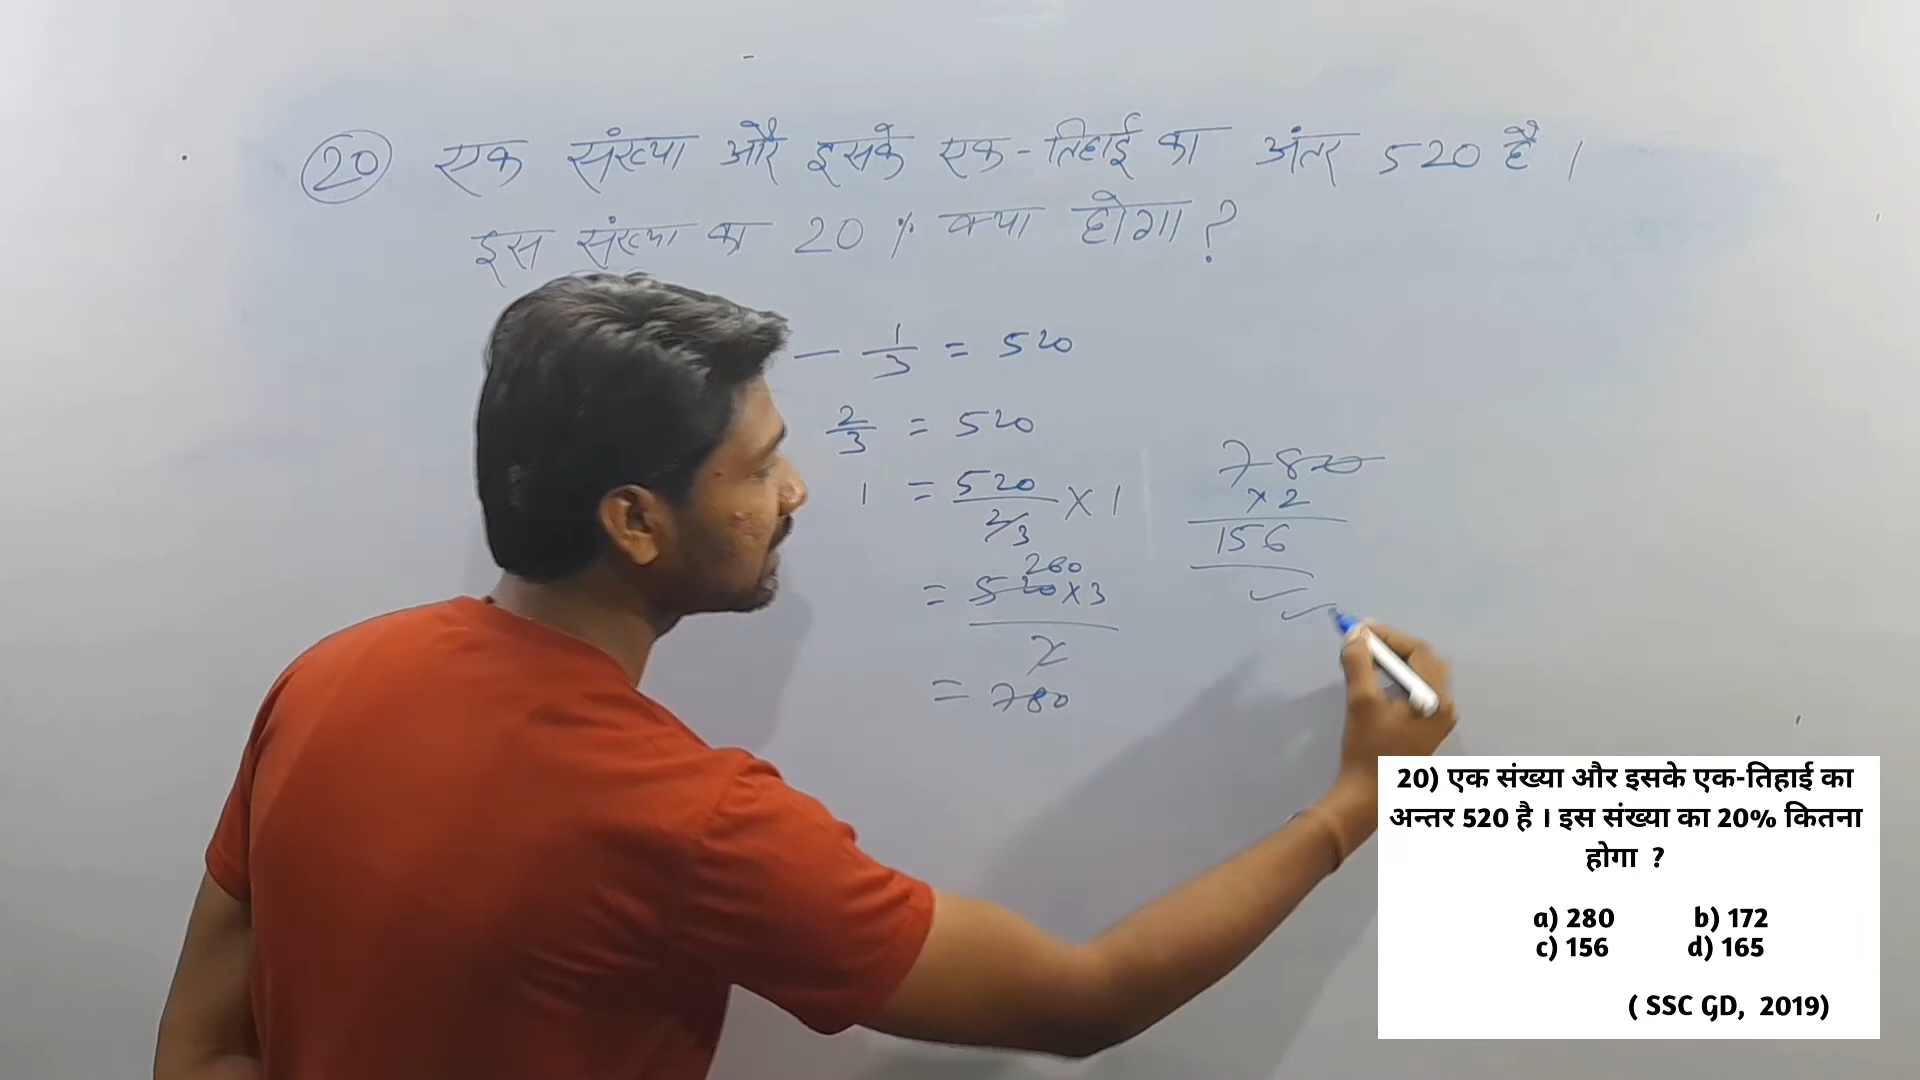 20 एक संख्या और इसके एक-तिहाई का अंतर 520 है ।
इस संख्या का 20 % क्या होगा ?
— 1/3 = 520
2/3 = 520
1 = 520 / 2/3 × 1
260
= 520 × 3 / 2
= 780
780
× 2
156
20) एक संख्या और इसके एक-तिहाई का
अन्तर 520 है । इस संख्या का 20% कितना
होगा ?
a) 280 b) 172
c) 156 d) 165
( SSC GD, 2019)